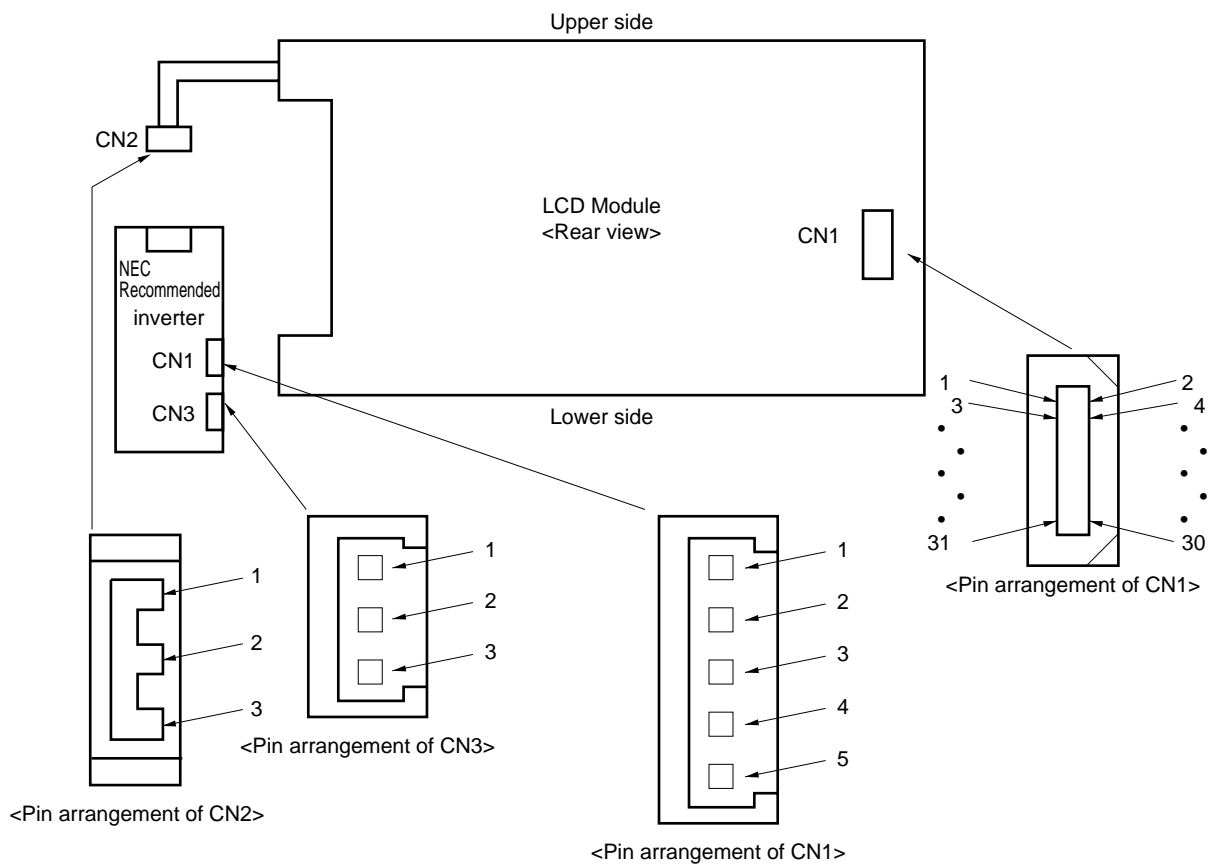 Upper side
CN2
LCD Module
<Rear view>
CN1
NEC
Recommended
inverter
CN1
CN3
Lower side
1
2
3
4
31
30
<Pin arrangement of CN1>
1
2
3
<Pin arrangement of CN2>
1
2
3
<Pin arrangement of CN3>
1
2
3
4
5
<Pin arrangement of CN1>